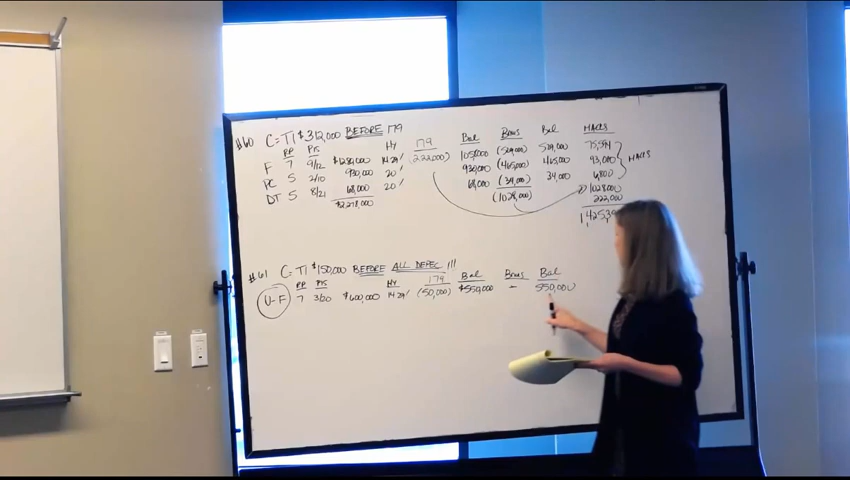 #60 C=TI $312,000 BEFORE 179
RP PIS HY 179 Bal Bonus Bal MACRS
F 7 9/12 $1,280,000 14.29 (222,000) (529,000) 529,000 75,594
PC 5 2/10 930,000 20 930,000 (465,000) 465,000 93,000 MACRS
DT 5 8/21 68,000 20 68,000 (34,000) 34,000 6,800
$2,278,000 (1028,000) 1028,000
222,000
#61 C=TI $150,000 BEFORE ALL DEPREC!!!
RP PIS HY 179 Bal Bonus Bal
U-F 7 3/20 $600,000 14.29 (50,000) $550,000 - 550,000